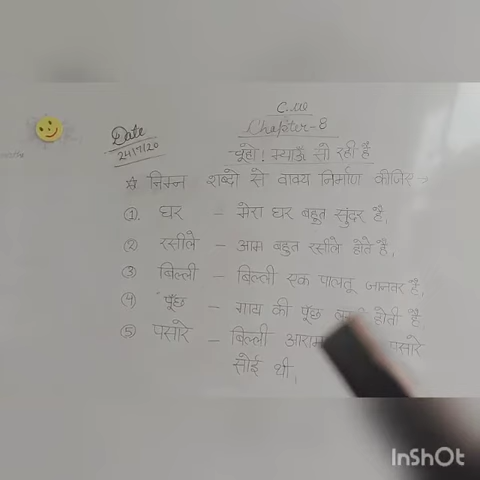 C.W
Chapter-8
Date
24/7/20
चूहो! म्याऊँ सो रही है
निम्न शब्दो से वाक्य निर्माण कीजिए
① घर - मेरा घर बहुत सुंदर है,
② रसीले - आम बहुत रसीले होते है,
③ बिल्ली - बिल्ली एक पालतू जानवर है,
④ पूंछ - गाय की पूंछ होती है
⑤ पसारे - बिल्ली आराम पसारे
सोई थी,
InShOt